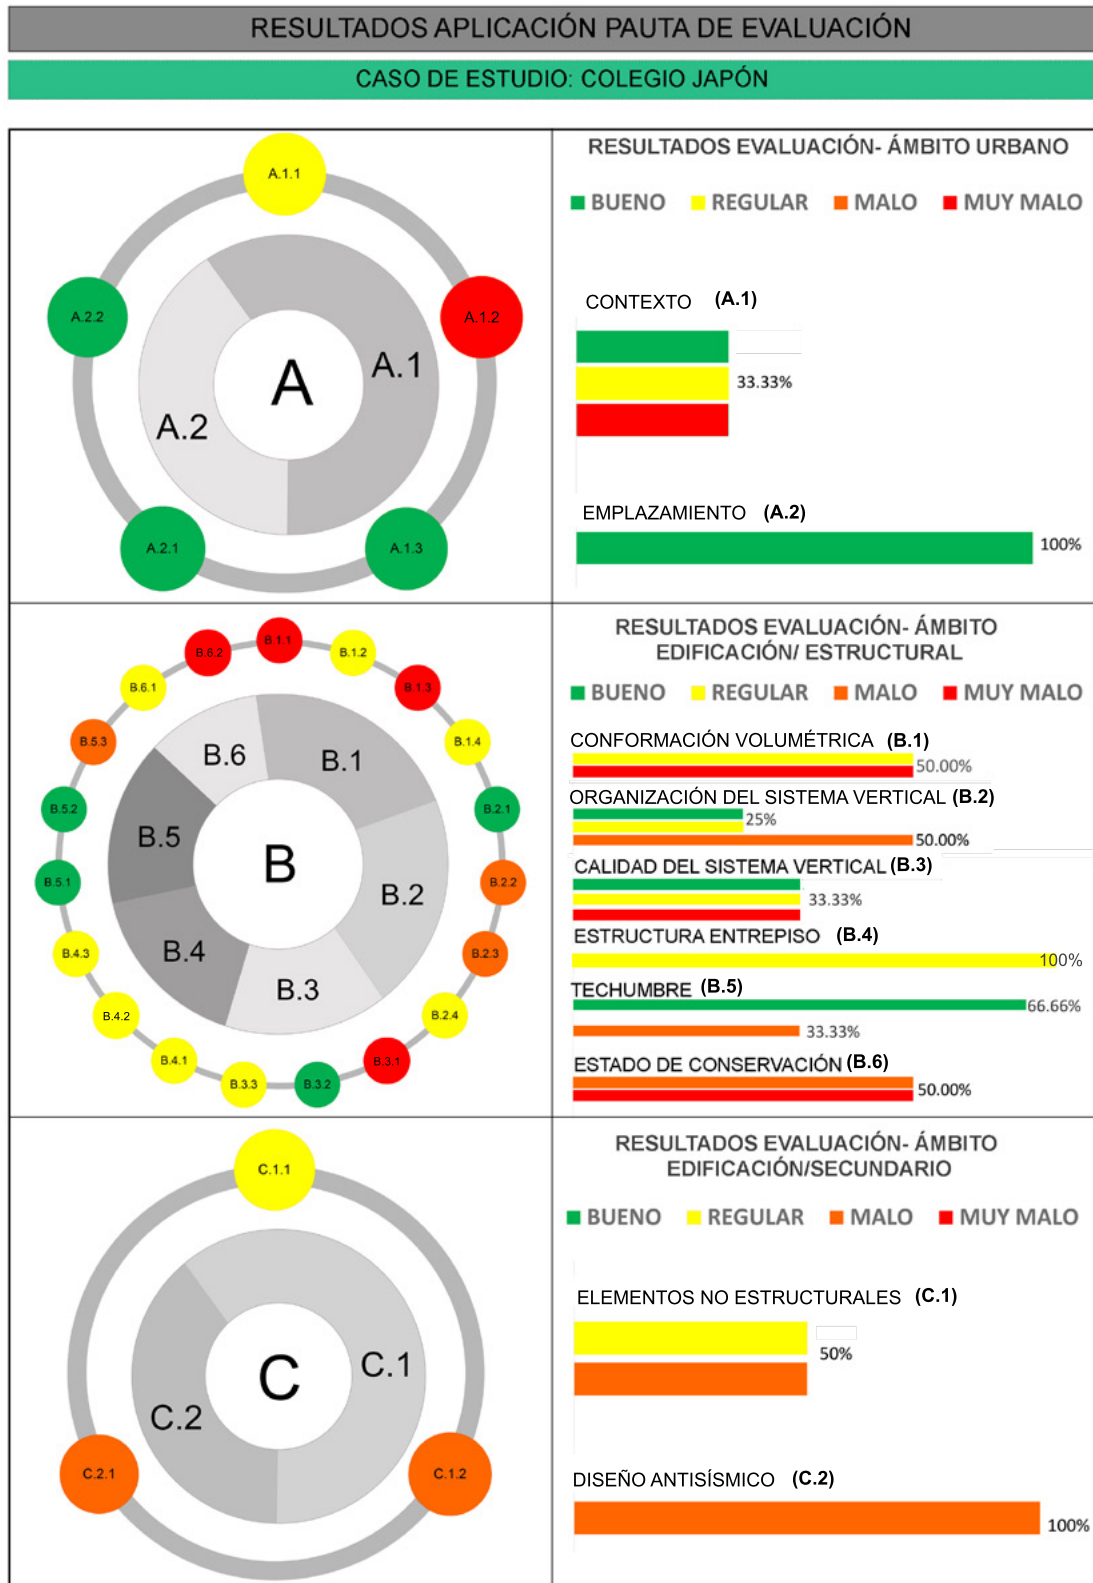 RESULTADOS APLICACIÓN PAUTA DE EVALUACIÓN
CASO DE ESTUDIO: COLEGIO JAPÓN
A.1.1
A.2.2
A.1.2
A.1
A
A.2
A.2.1
A.1.3
RESULTADOS EVALUACIÓN- ÁMBITO URBANO
BUENO REGULAR MALO MUY MALO
CONTEXTO (A.1)
33.33%
EMPLAZAMIENTO (A.2)
100%
B.1.1
B.6.2
B.1.2
B.6.1
B.1.3
B.5.3
B.1.4
B.6
B.1
B.5.2
B.2.1
B.5
B
B.5.1
B.2.2
B.2
B.4
B.4.3
B.2.3
B.3
B.4.2
B.2.4
B.4.1
B.3.1
B.3.3
B.3.2
RESULTADOS EVALUACIÓN- ÁMBITO
EDIFICACIÓN/ ESTRUCTURAL
BUENO REGULAR MALO MUY MALO
CONFORMACIÓN VOLUMÉTRICA (B.1)
50.00%
ORGANIZACIÓN DEL SISTEMA VERTICAL (B.2)
25%
50.00%
CALIDAD DEL SISTEMA VERTICAL (B.3)
33.33%
ESTRUCTURA ENTREPISO (B.4)
100%
TECHUMBRE (B.5)
66.66%
33.33%
ESTADO DE CONSERVACIÓN (B.6)
50.00%
C.1.1
C.1
C
C.2
C.2.1
C.1.2
RESULTADOS EVALUACIÓN- ÁMBITO
EDIFICACIÓN/SECUNDARIO
BUENO REGULAR MALO MUY MALO
ELEMENTOS NO ESTRUCTURALES (C.1)
50%
DISEÑO ANTISÍSMICO (C.2)
100%